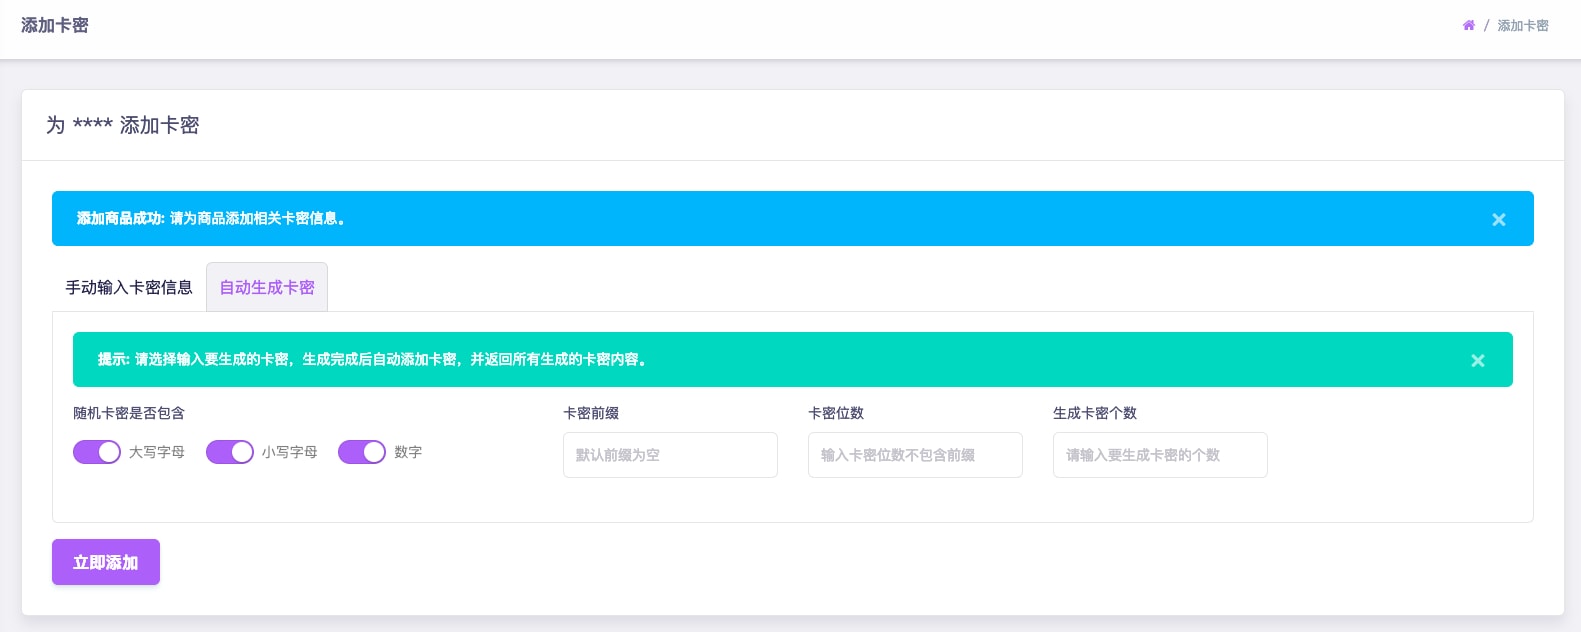 添加卡密
/ 添加卡密
为 **** 添加卡密
添加商品成功: 请为商品添加相关卡密信息。
手动输入卡密信息
自动生成卡密
提示: 请选择输入要生成的卡密，生成完成后自动添加卡密，并返回所有生成的卡密内容。
随机卡密是否包含
大写字母
小写字母
数字
卡密前缀
默认前缀为空
卡密位数
输入卡密位数不包含前缀
生成卡密个数
请输入要生成卡密的个数
立即添加